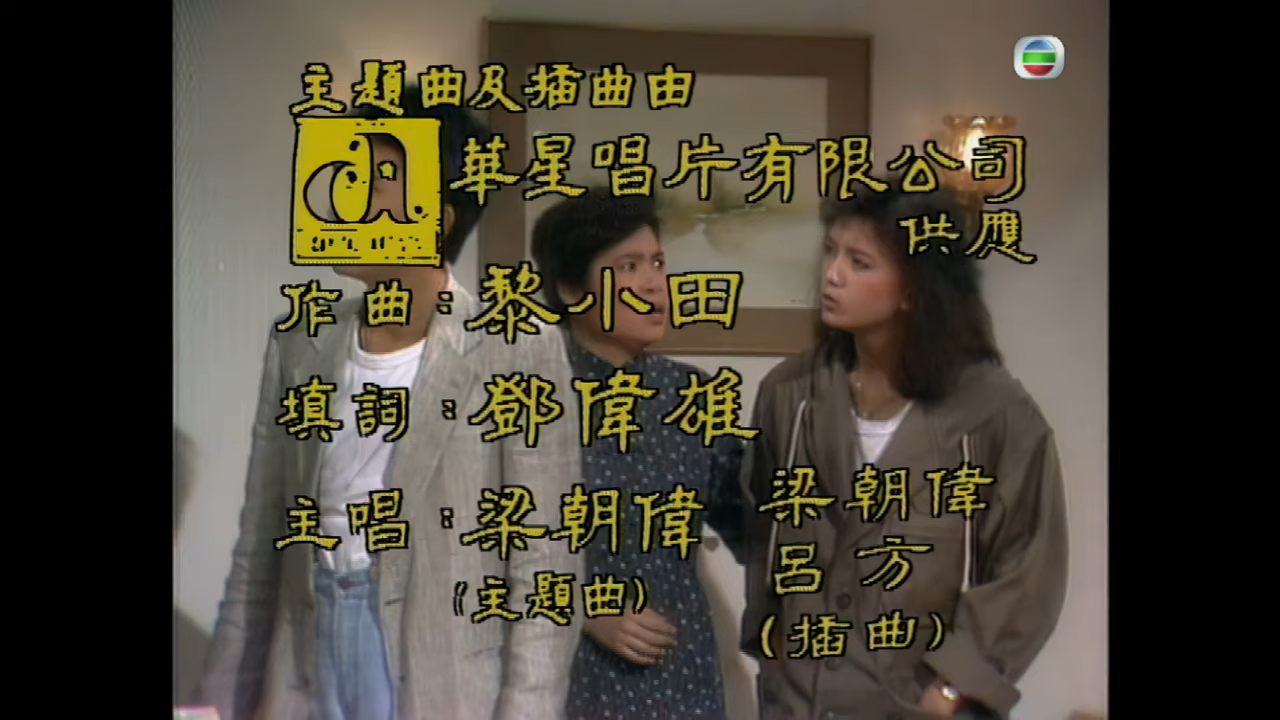 主題曲及插曲由
華星唱片有限公司
供應
作曲:黎小田
填詞:鄧偉雄
主唱:梁朝偉
(主題曲)
梁朝偉
呂方
(插曲)